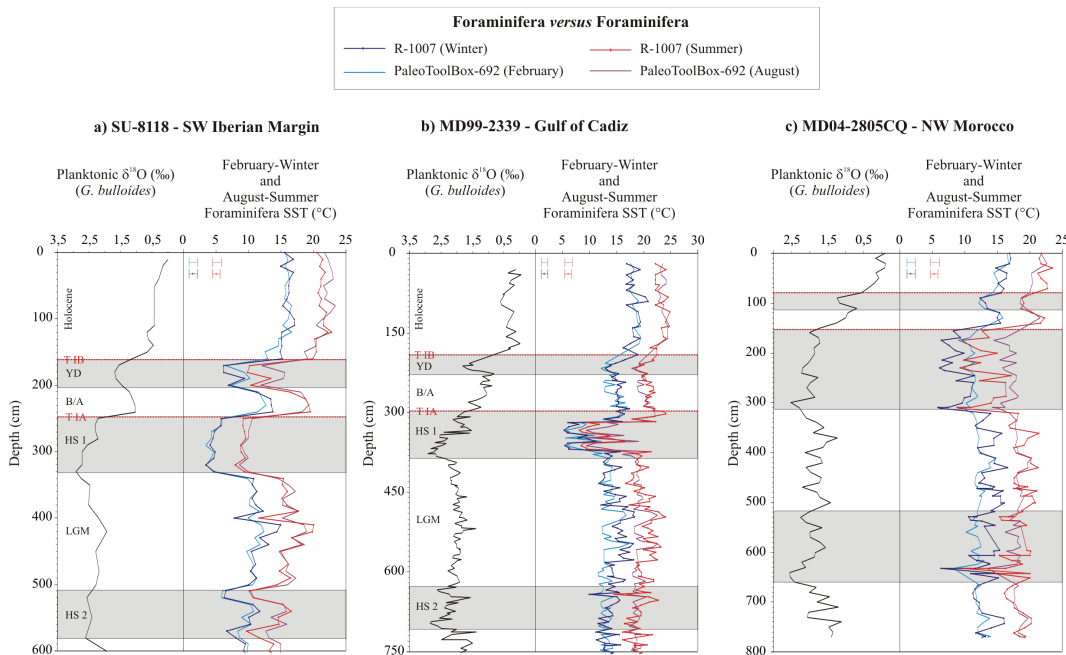 Foraminifera versus Foraminifera
R-1007 (Winter)
R-1007 (Summer)
PaleoToolBox-692 (February)
PaleoToolBox-692 (August)
a) SU-8118 - SW Iberian Margin
Planktonic δ18O (‰)
(G. bulloides)
February-Winter
and
August-Summer
Foraminifera SST (°C)
3,5 2,5 1,5 0,5
0 5 10 15 20 25
Depth (cm)
0
100
200
300
400
500
600
Holocene
T IB
YD
B/A
T IA
HS 1
LGM
HS 2
b) MD99-2339 - Gulf of Cadiz
Planktonic δ18O (‰)
(G. bulloides)
February-Winter
and
August-Summer
Foraminifera SST (°C)
3,5 2,5 1,5 0,5
0 5 10 15 20 25 30
Depth (cm)
0
150
300
450
600
750
Holocene
T IB
YD
B/A
T IA
HS 1
LGM
HS 2
c) MD04-2805CQ - NW Morocco
Planktonic δ18O (‰)
(G. bulloides)
February-Winter
and
August-Summer
Foraminifera SST (°C)
2,5 1,5 0,5
0 5 10 15 20 25
Depth (cm)
0
100
200
300
400
500
600
700
800